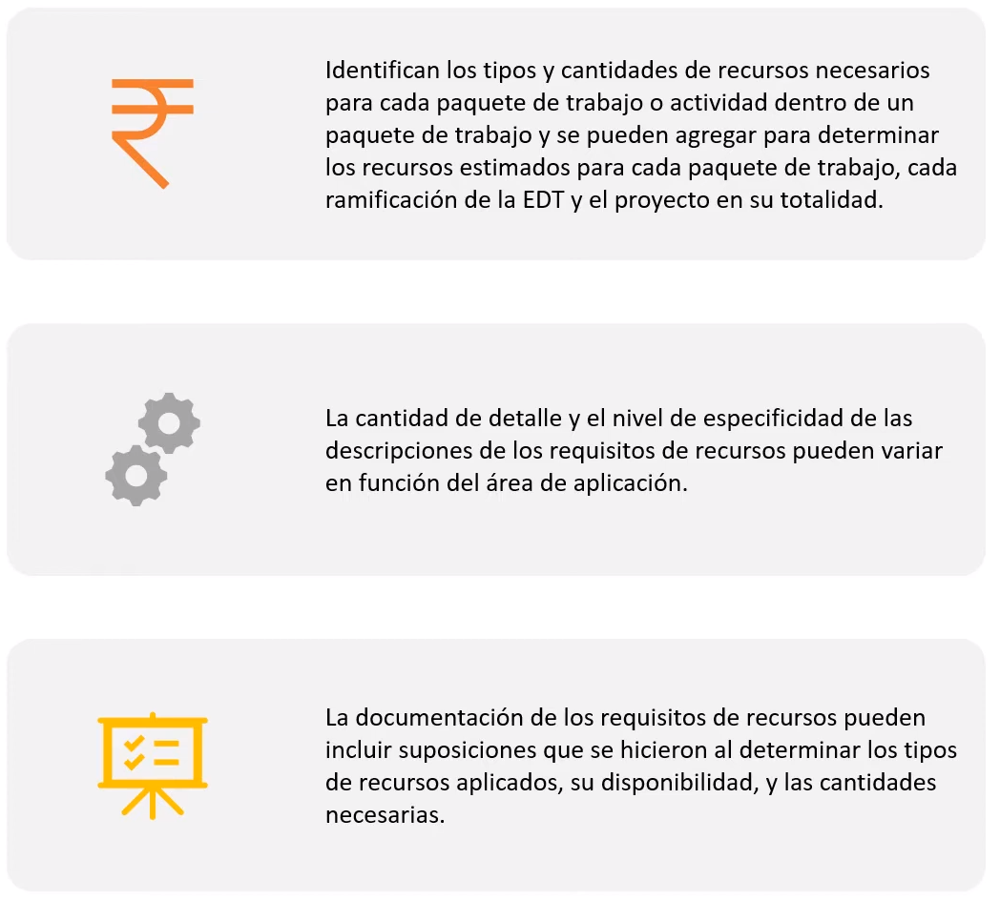 Identifican los tipos y cantidades de recursos necesarios
para cada paquete de trabajo o actividad dentro de un
paquete de trabajo y se pueden agregar para determinar
los recursos estimados para cada paquete de trabajo, cada
ramificación de la EDT y el proyecto en su totalidad.
La cantidad de detalle y el nivel de especificidad de las
descripciones de los requisitos de recursos pueden variar
en función del área de aplicación.
La documentación de los requisitos de recursos pueden
incluir suposiciones que se hicieron al determinar los tipos
de recursos aplicados, su disponibilidad, y las cantidades
necesarias.